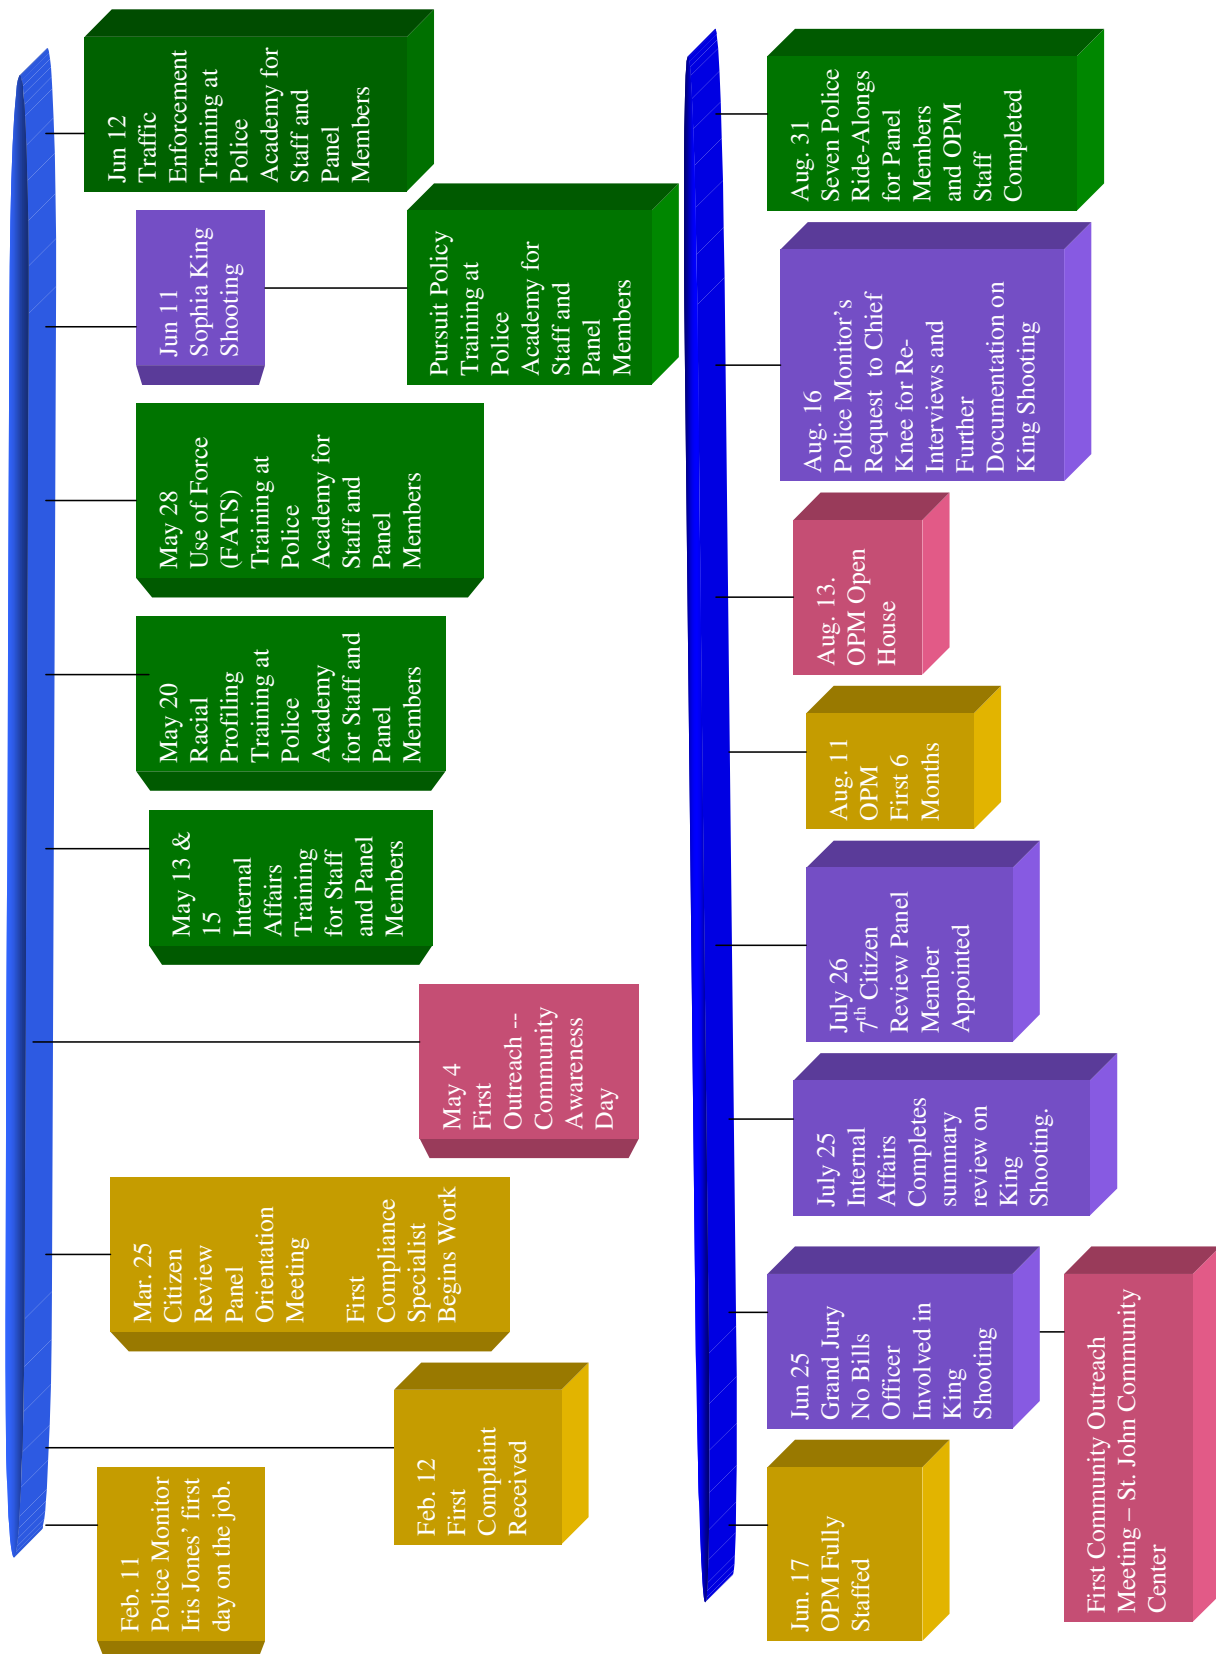 Feb. 11
Police Monitor
Iris Jones’ first
day on the job.
Feb. 12
First
Complaint
Received
Mar. 25
Citizen
Review
Panel
Orientation
Meeting
First
Compliance
Specialist
Begins Work
May 4
First
Outreach --
Community
Awareness
Day
May 13 &
15
Internal
Affairs
Training
for Staff
and Panel
Members
May 20
Racial
Profiling
Training at
Police
Academy
for Staff and
Panel
Members
May 28
Use of Force
(FATS)
Training at
Police
Academy for
Staff and
Panel
Members
Jun 11
Sophia King
Shooting
Pursuit Policy
Training at
Police
Academy for
Staff and
Panel
Members
Jun 12
Traffic
Enforcement
Training at
Police
Academy for
Staff and
Panel
Members
Jun. 17
OPM Fully
Staffed
Jun 25
Grand Jury
No Bills
Officer
Involved in
King
Shooting
First Community Outreach
Meeting – St. John Community
Center
July 25
Internal
Affairs
Completes
summary
review on
King
Shooting.
July 26
7th Citizen
Review Panel
Member
Appointed
Aug. 11
OPM
First 6
Months
Aug. 13.
OPM Open
House
Aug. 16
Police Monitor’s
Request to Chief
Knee for Re-
Interviews and
Further
Documentation on
King Shooting
Aug. 31
Seven Police
Ride-Alongs
for Panel
Members
and OPM
Staff
Completed